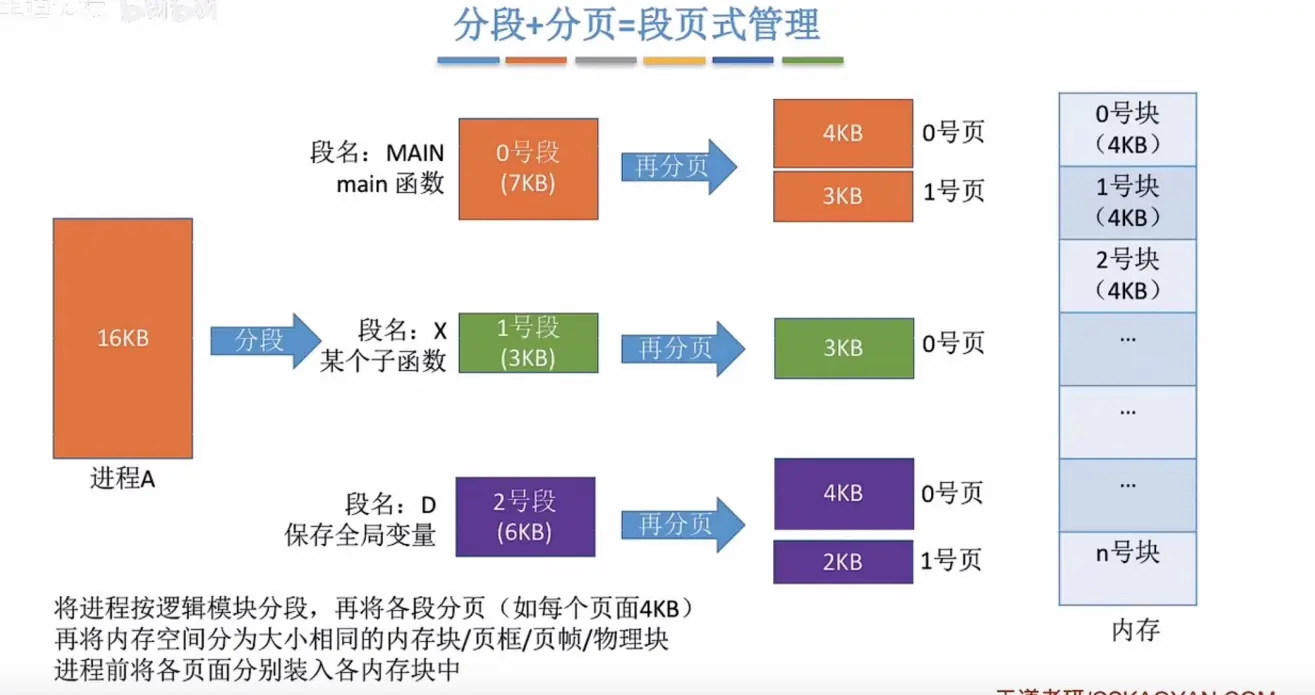 分段+分页=段页式管理
段名：MAIN
main 函数
0号段
(7KB)
再分页
4KB
0号页
3KB
1号页
16KB
进程A
分段
段名：X
某个子函数
1号段
(3KB)
再分页
3KB
0号页
段名：D
保存全局变量
2号段
(6KB)
再分页
4KB
0号页
2KB
1号页
0号块
（4KB）
1号块
（4KB）
2号块
（4KB）
...
...
...
n号块
内存
将进程按逻辑模块分段，再将各段分页（如每个页面4KB）
再将内存空间分为大小相同的内存块/页框/页帧/物理块
进程前将各页面分别装入各内存块中